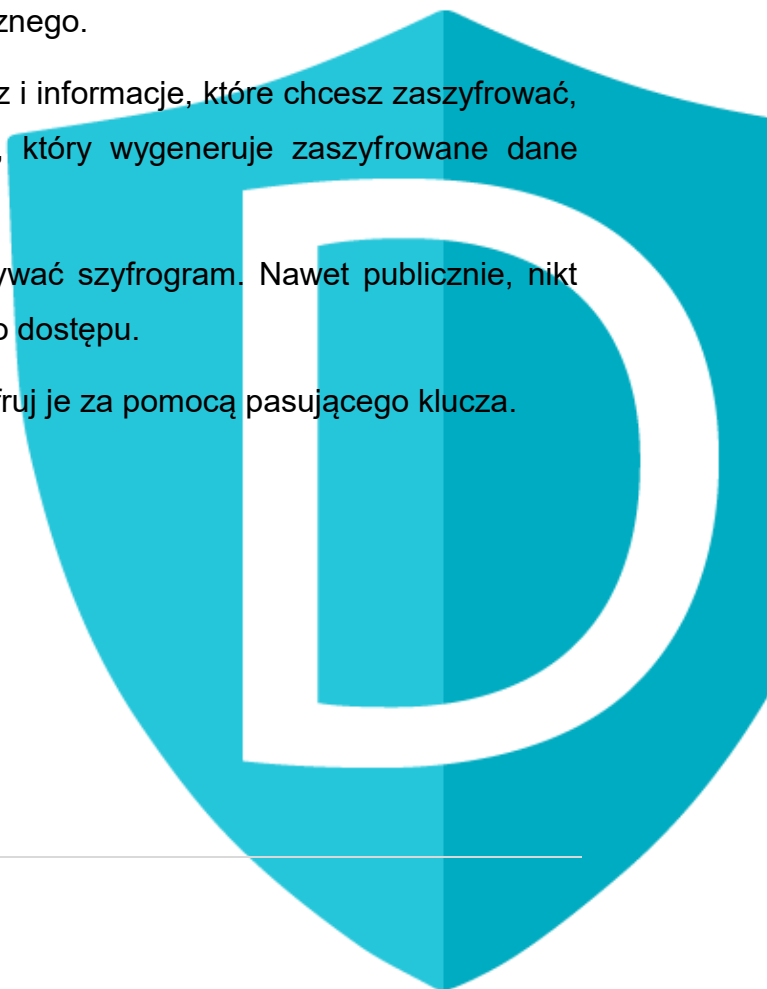 znego.
z i informacje, które chcesz zaszyfrować,
, który wygeneruje zaszyfrowane dane
ywać szyfrogram. Nawet publicznie, nikt
o dostępu.
fruj je za pomocą pasującego klucza.
D